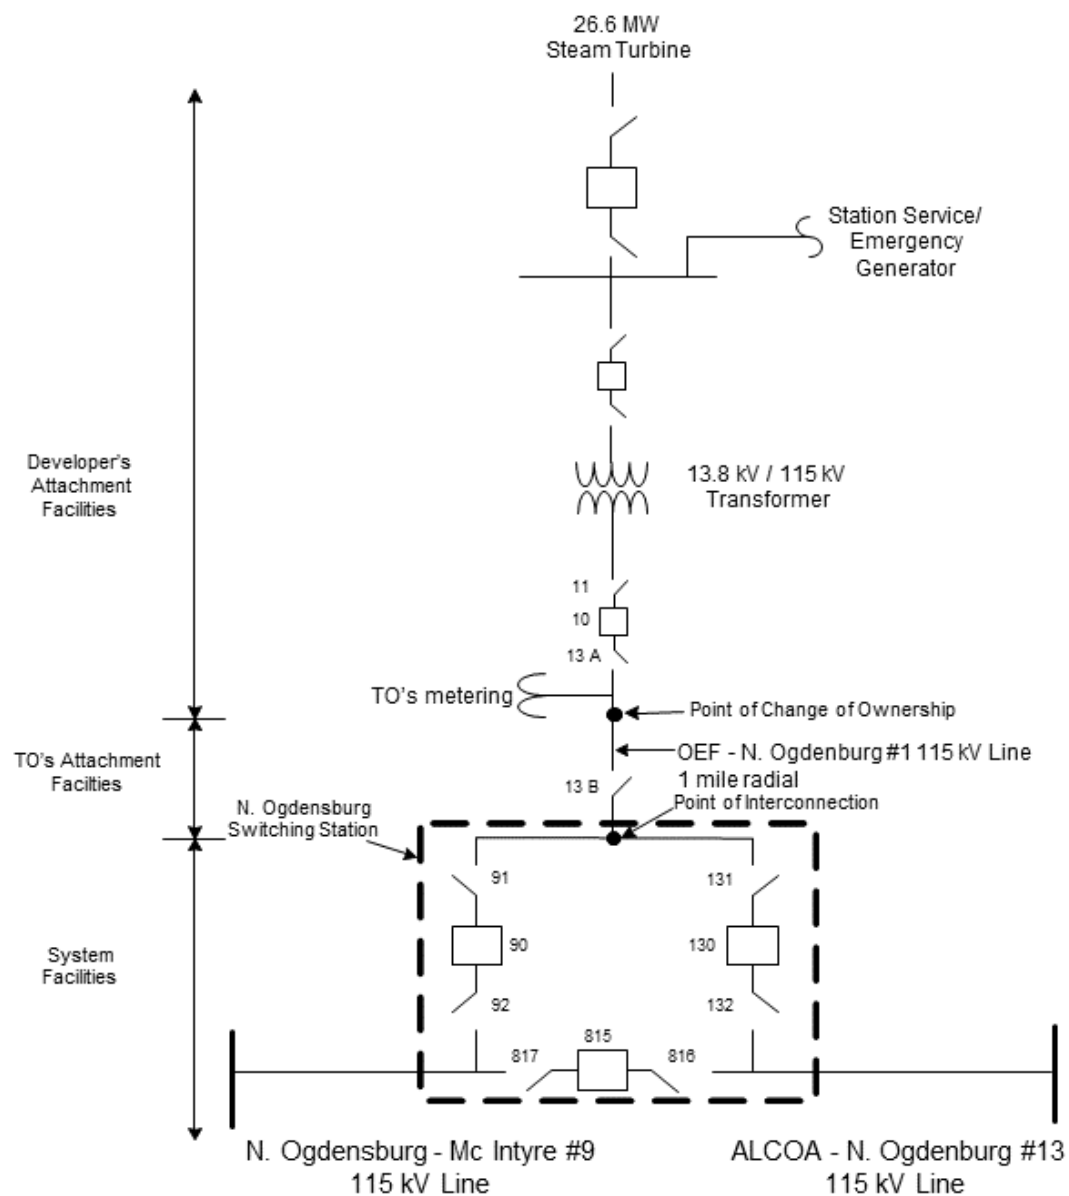 26.6 MW
Steam Turbine
Station Service/
Emergency
Generator
Developer's
Attachment
Facilities
13.8 kV / 115 kV
Transformer
11
10
13 A
TO's metering
Point of Change of Ownership
TO's Attachment
Facilties
OEF - N. Ogdenburg #1 115 kV Line
1 mile radial
13 B
Point of Interconnection
N. Ogdensburg
Switching Station
91
131
90
130
92
132
System
Facilities
817
815
816
N. Ogdensburg - Mc Intyre #9
115 kV Line
ALCOA - N. Ogdenburg #13
115 kV Line